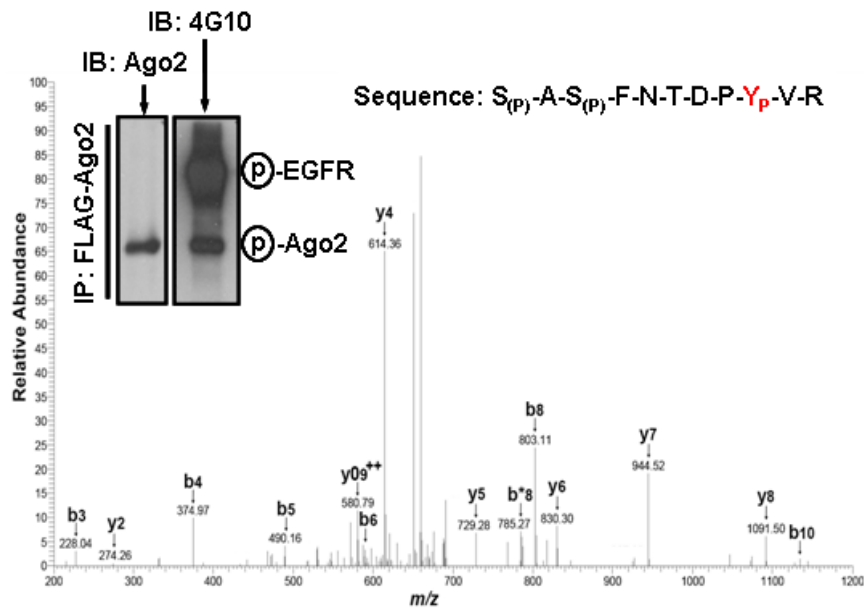 IB: 4G10
IB: Ago2
IP: FLAG-Ago2
p-EGFR
p-Ago2
Sequence: S(P)-A-S(P)-F-N-T-D-P-YP-V-R
Relative Abundance
100
95
90
85
80
75
70
65
60
55
50
45
40
35
30
25
20
15
10
5
0
b3
228.04
y2
274.26
b4
374.97
b5
490.16
y0₉⁺⁺
580.79
b6
y4
614.36
y5
729.28
b*8
785.27
b8
803.11
y6
830.30
y7
944.52
y8
1091.50
b10
200 300 400 500 600 700 800 900 1000 1100 1200
m/z